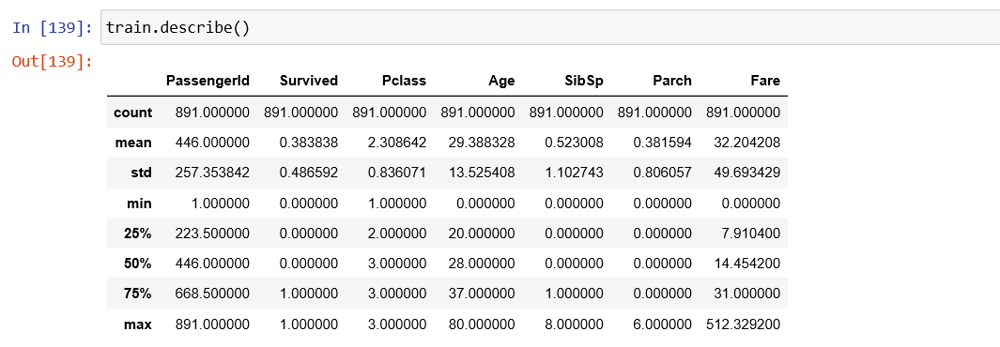 In [139]: train.describe()
Out[139]:
PassengerId Survived Pclass Age SibSp Parch Fare
count 891.000000 891.000000 891.000000 891.000000 891.000000 891.000000 891.000000
mean 446.000000 0.383838 2.308642 29.388328 0.523008 0.381594 32.204208
std 257.353842 0.486592 0.836071 13.525408 1.102743 0.806057 49.693429
min 1.000000 0.000000 1.000000 0.000000 0.000000 0.000000 0.000000
25% 223.500000 0.000000 2.000000 20.000000 0.000000 0.000000 7.910400
50% 446.000000 0.000000 3.000000 28.000000 0.000000 0.000000 14.454200
75% 668.500000 1.000000 3.000000 37.000000 1.000000 0.000000 31.000000
max 891.000000 1.000000 3.000000 80.000000 8.000000 6.000000 512.329200